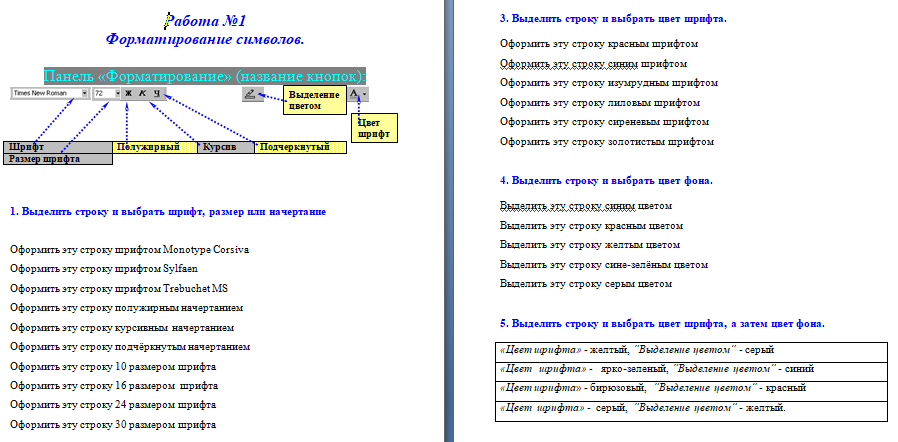 Работа №1
Форматирование символов.
Панель «Форматирование» (название кнопок):
Times New Roman 72 Ж К Ч А
Выделение
цветом
Цвет
шрифт
Шрифт Полужирный Курсив Подчеркнутый
Размер шрифта
1. Выделить строку и выбрать шрифт, размер или начертание
Оформить эту строку шрифтом Monotype Corsiva
Оформить эту строку шрифтом Sylfaen
Оформить эту строку шрифтом Trebuchet MS
Оформить эту строку полужирным начертанием
Оформить эту строку курсивным начертанием
Оформить эту строку подчёркнутым начертанием
Оформить эту строку 10 размером шрифта
Оформить эту строку 16 размером шрифта
Оформить эту строку 24 размером шрифта
Оформить эту строку 30 размером шрифта
3. Выделить строку и выбрать цвет шрифта.
Оформить эту строку красным шрифтом
Оформить эту строку синим шрифтом
Оформить эту строку изумрудным шрифтом
Оформить эту строку лиловым шрифтом
Оформить эту строку сиреневым шрифтом
Оформить эту строку золотистым шрифтом
4. Выделить строку и выбрать цвет фона.
Выделить эту строку синим цветом
Выделить эту строку красным цветом
Выделить эту строку желтым цветом
Выделить эту строку сине-зелёным цветом
Выделить эту строку серым цветом
5. Выделить строку и выбрать цвет шрифта, а затем цвет фона.
«Цвет шрифта» - желтый, "Выделение цветом" - серый
«Цвет шрифта» - ярко-зеленый, "Выделение цветом" - синий
«Цвет шрифта» - бирюзовый, "Выделение цветом" - красный
«Цвет шрифта» - серый, "Выделение цветом" - желтый.